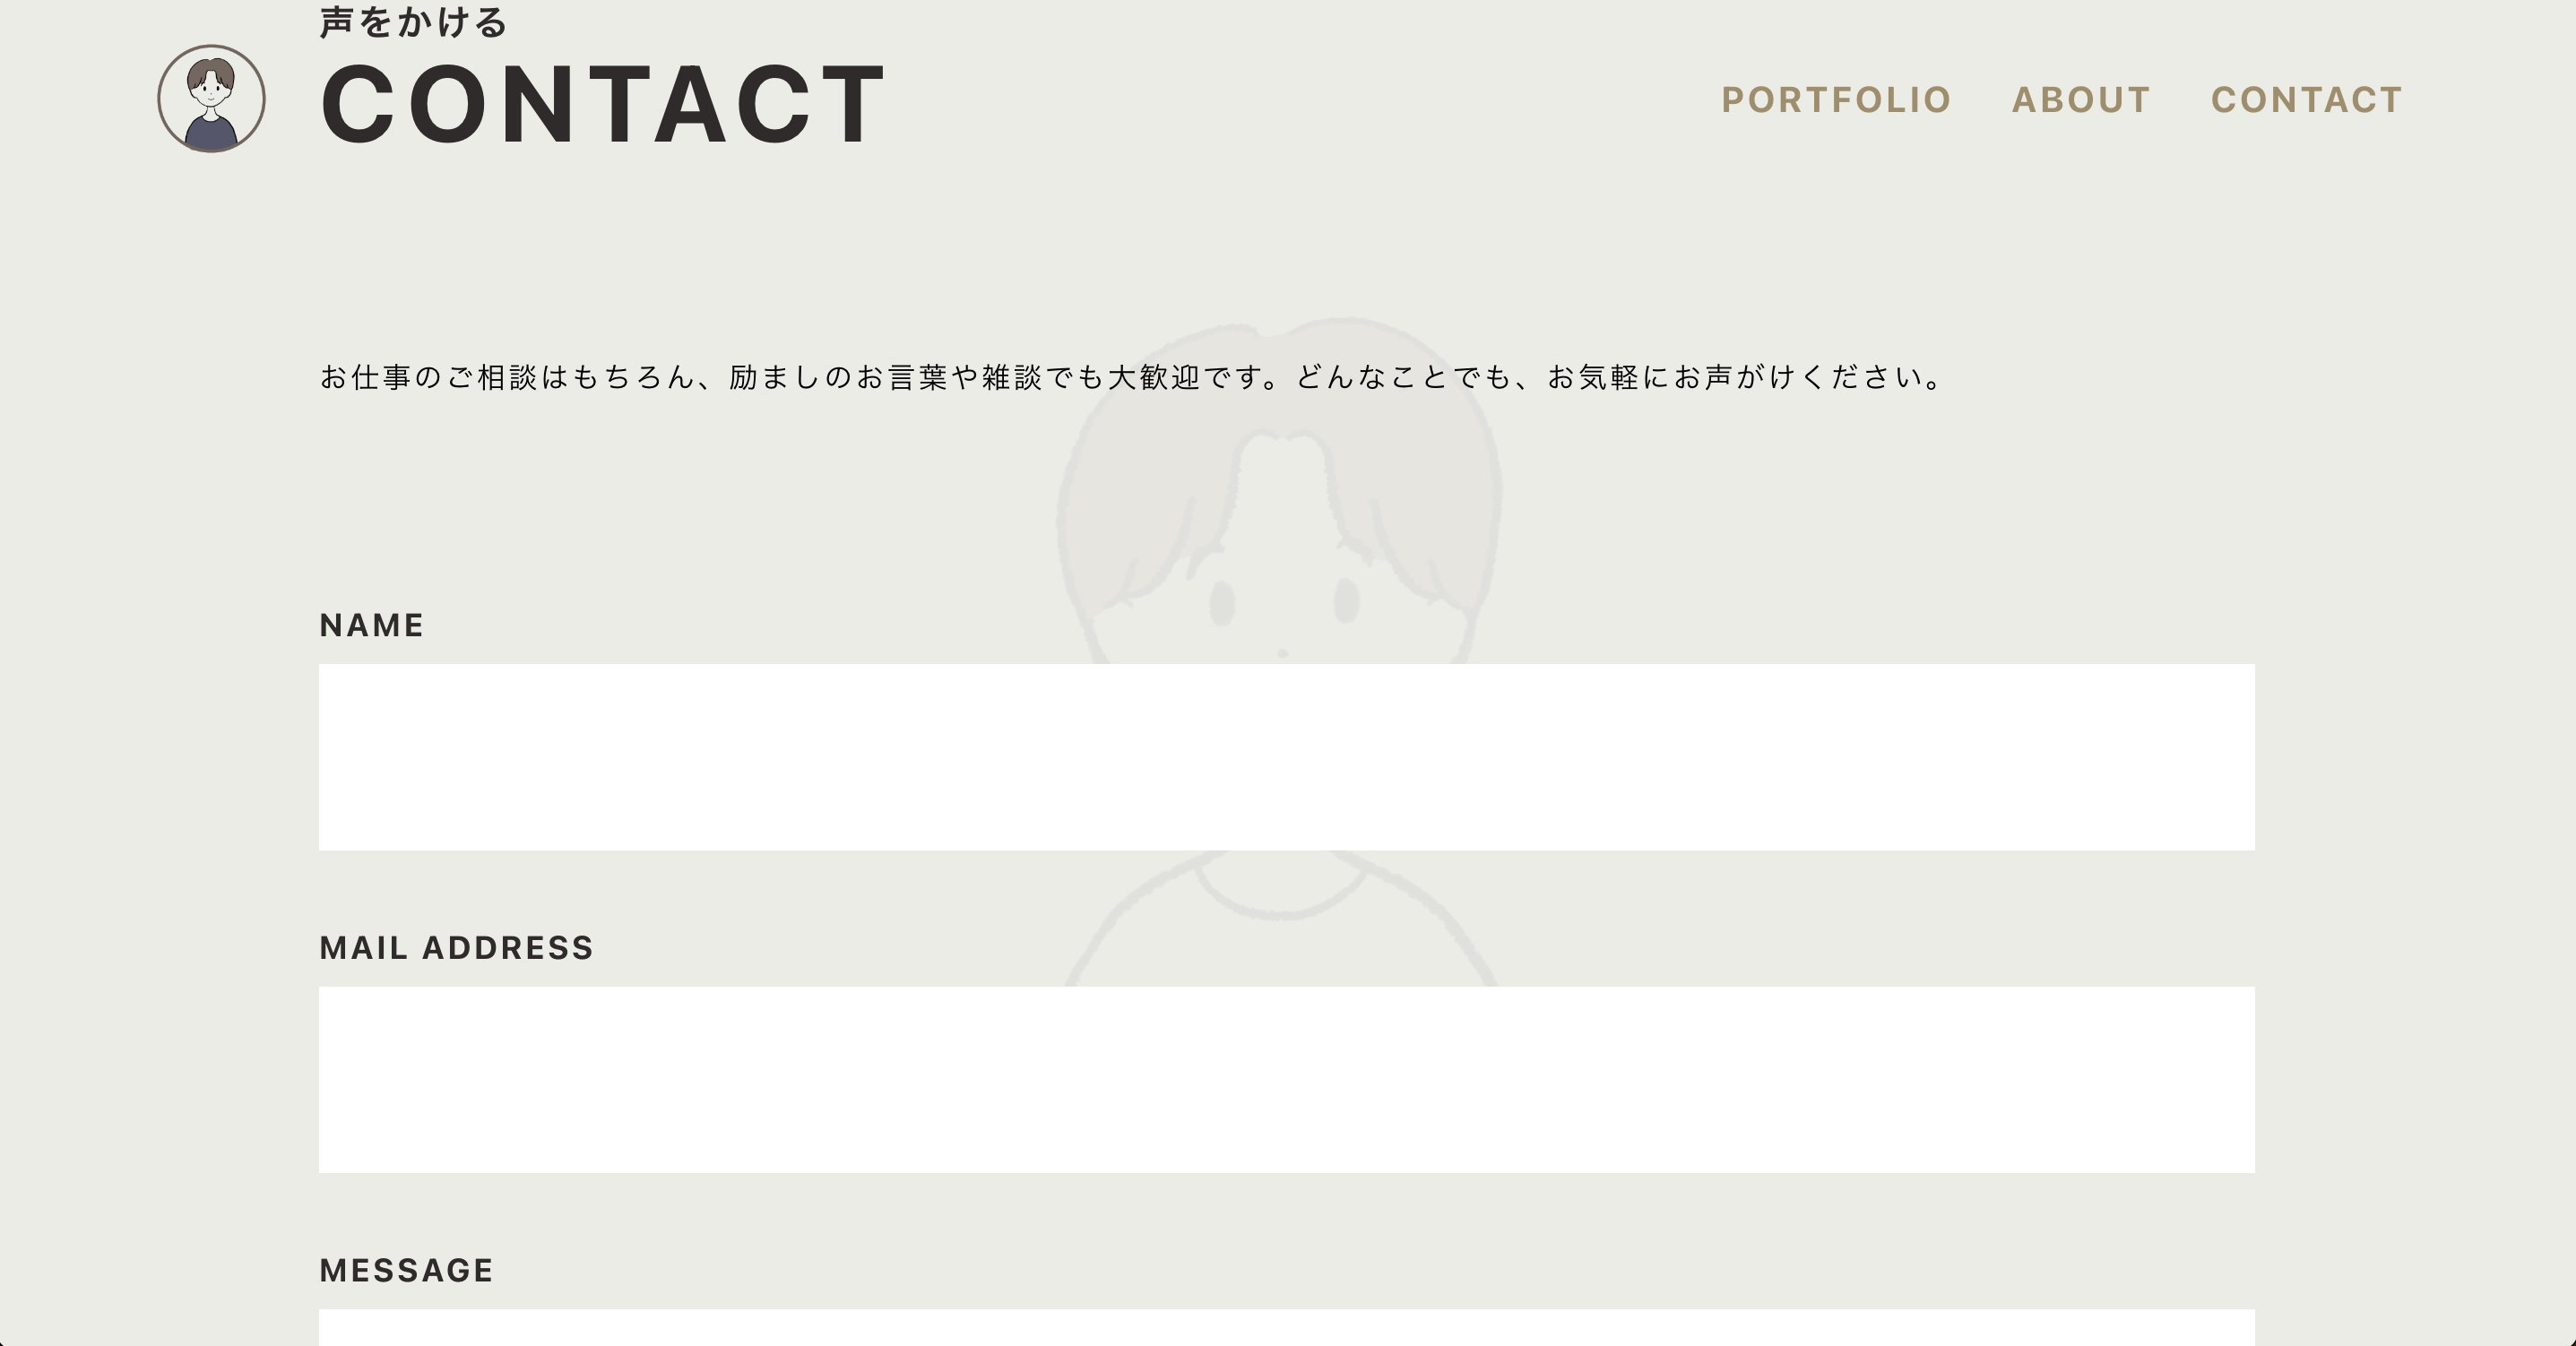 声をかける
CONTACT
PORTFOLIO ABOUT CONTACT
お仕事のご相談はもちろん、励ましのお言葉や雑談でも大歓迎です。どんなことでも、お気軽にお声がけください。
NAME
MAIL ADDRESS
MESSAGE